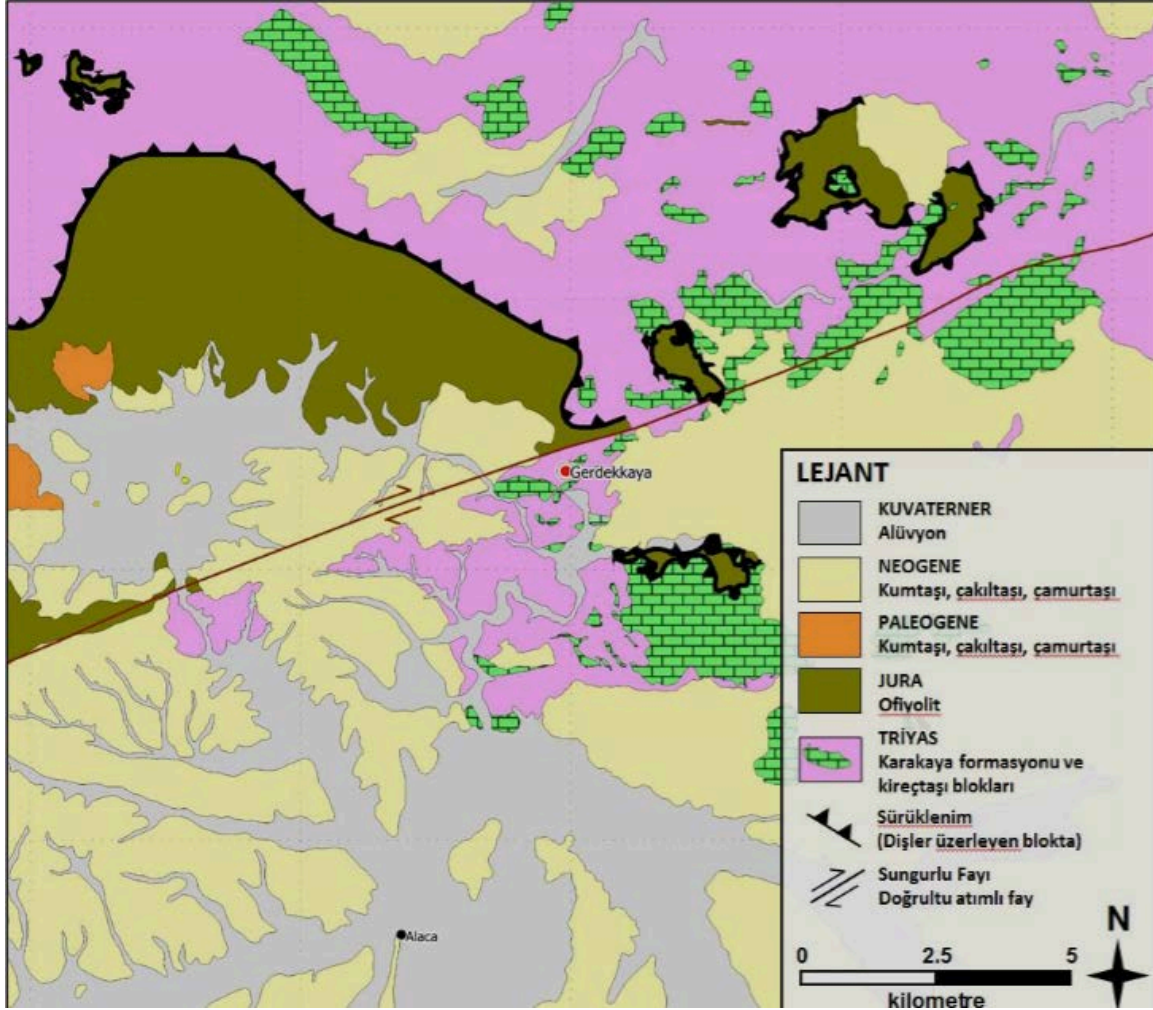 Gerdekkaya
Alaca
LEJANT
KUVATERNER
Alüvyon
NEOGENE
Kumtaşı, çakıltaşı, çamurtaşı
PALEOGENE
Kumtaşı, çakıltaşı, çamurtaşı
JURA
Ofiyolit
TRİYAS
Karakaya formasyonu ve
kireçtaşı blokları
Sürüklenim
(Dişler üzerleyen blokta)
Sungurlu Fayı
Doğrultu atımlı fay
N
0 2.5 5
kilometre